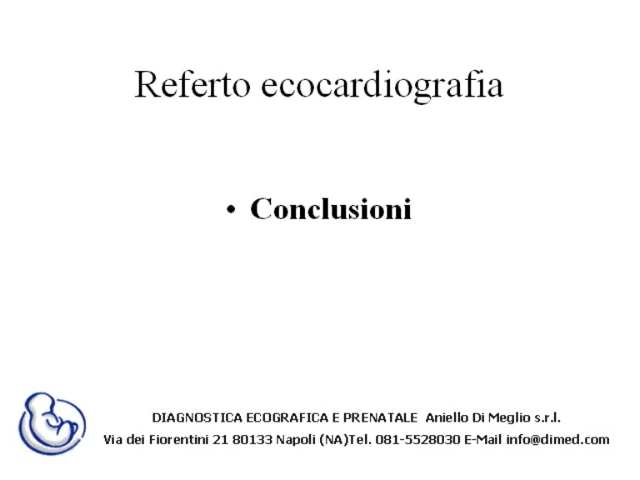 Referto ecocardiografia
• Conclusioni
DIAGNOSTICA ECOGRAFICA E PRENATALE Aniello Di Meglio s.r.l.
Via dei Fiorentini 21 80133 Napoli (NA)Tel. 081-5528030 E-Mail info@dimed.com